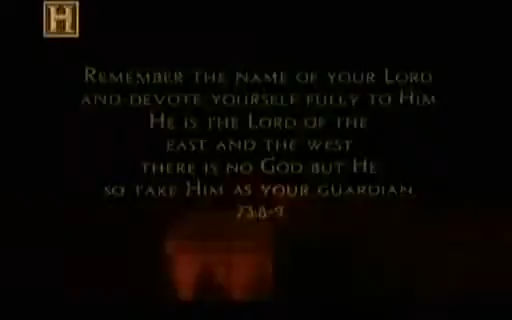 H
REMEMBER THE NAME OF YOUR LORD
AND DEVOTE YOURSELF FULLY TO HIM
HE IS THE LORD OF THE
EAST AND THE WEST
THERE IS NO GOD BUT HE
SO TAKE HIM AS YOUR GUARDIAN
73:8-9